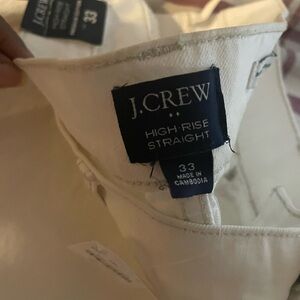 33
J.CREW
J.CREW
HIGH-RISE
STRAIGHT
33
MADE IN
CAMBODIA